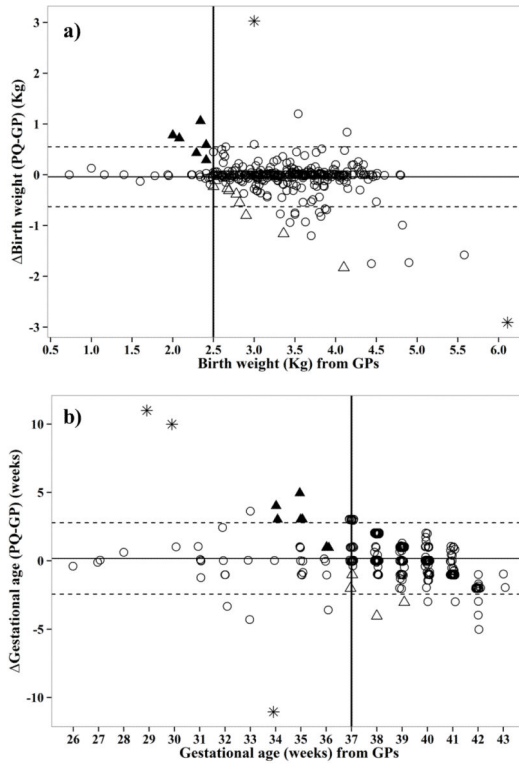 a)
ΔBirth weight (PQ-GP) (Kg)
3
2
1
0
-1
-2
-3
0.5 1.0 1.5 2.0 2.5 3.0 3.5 4.0 4.5 5.0 5.5 6.0
Birth weight (Kg) from GPs
b)
ΔGestational age (PQ-GP) (weeks)
10
5
0
-5
-10
26 27 28 29 30 31 32 33 34 35 36 37 38 39 40 41 42 43
Gestational age (weeks) from GPs